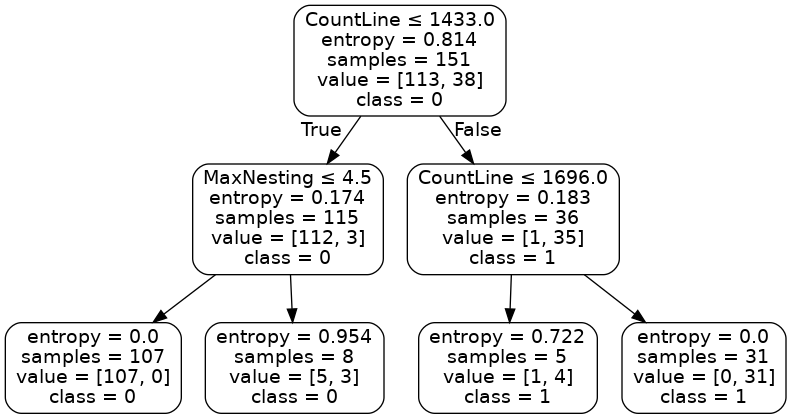 CountLine ≤ 1433.0
entropy = 0.814
samples = 151
value = [113, 38]
class = 0
True
False
MaxNesting ≤ 4.5
entropy = 0.174
samples = 115
value = [112, 3]
class = 0
CountLine ≤ 1696.0
entropy = 0.183
samples = 36
value = [1, 35]
class = 1
entropy = 0.0
samples = 107
value = [107, 0]
class = 0
entropy = 0.954
samples = 8
value = [5, 3]
class = 0
entropy = 0.722
samples = 5
value = [1, 4]
class = 1
entropy = 0.0
samples = 31
value = [0, 31]
class = 1